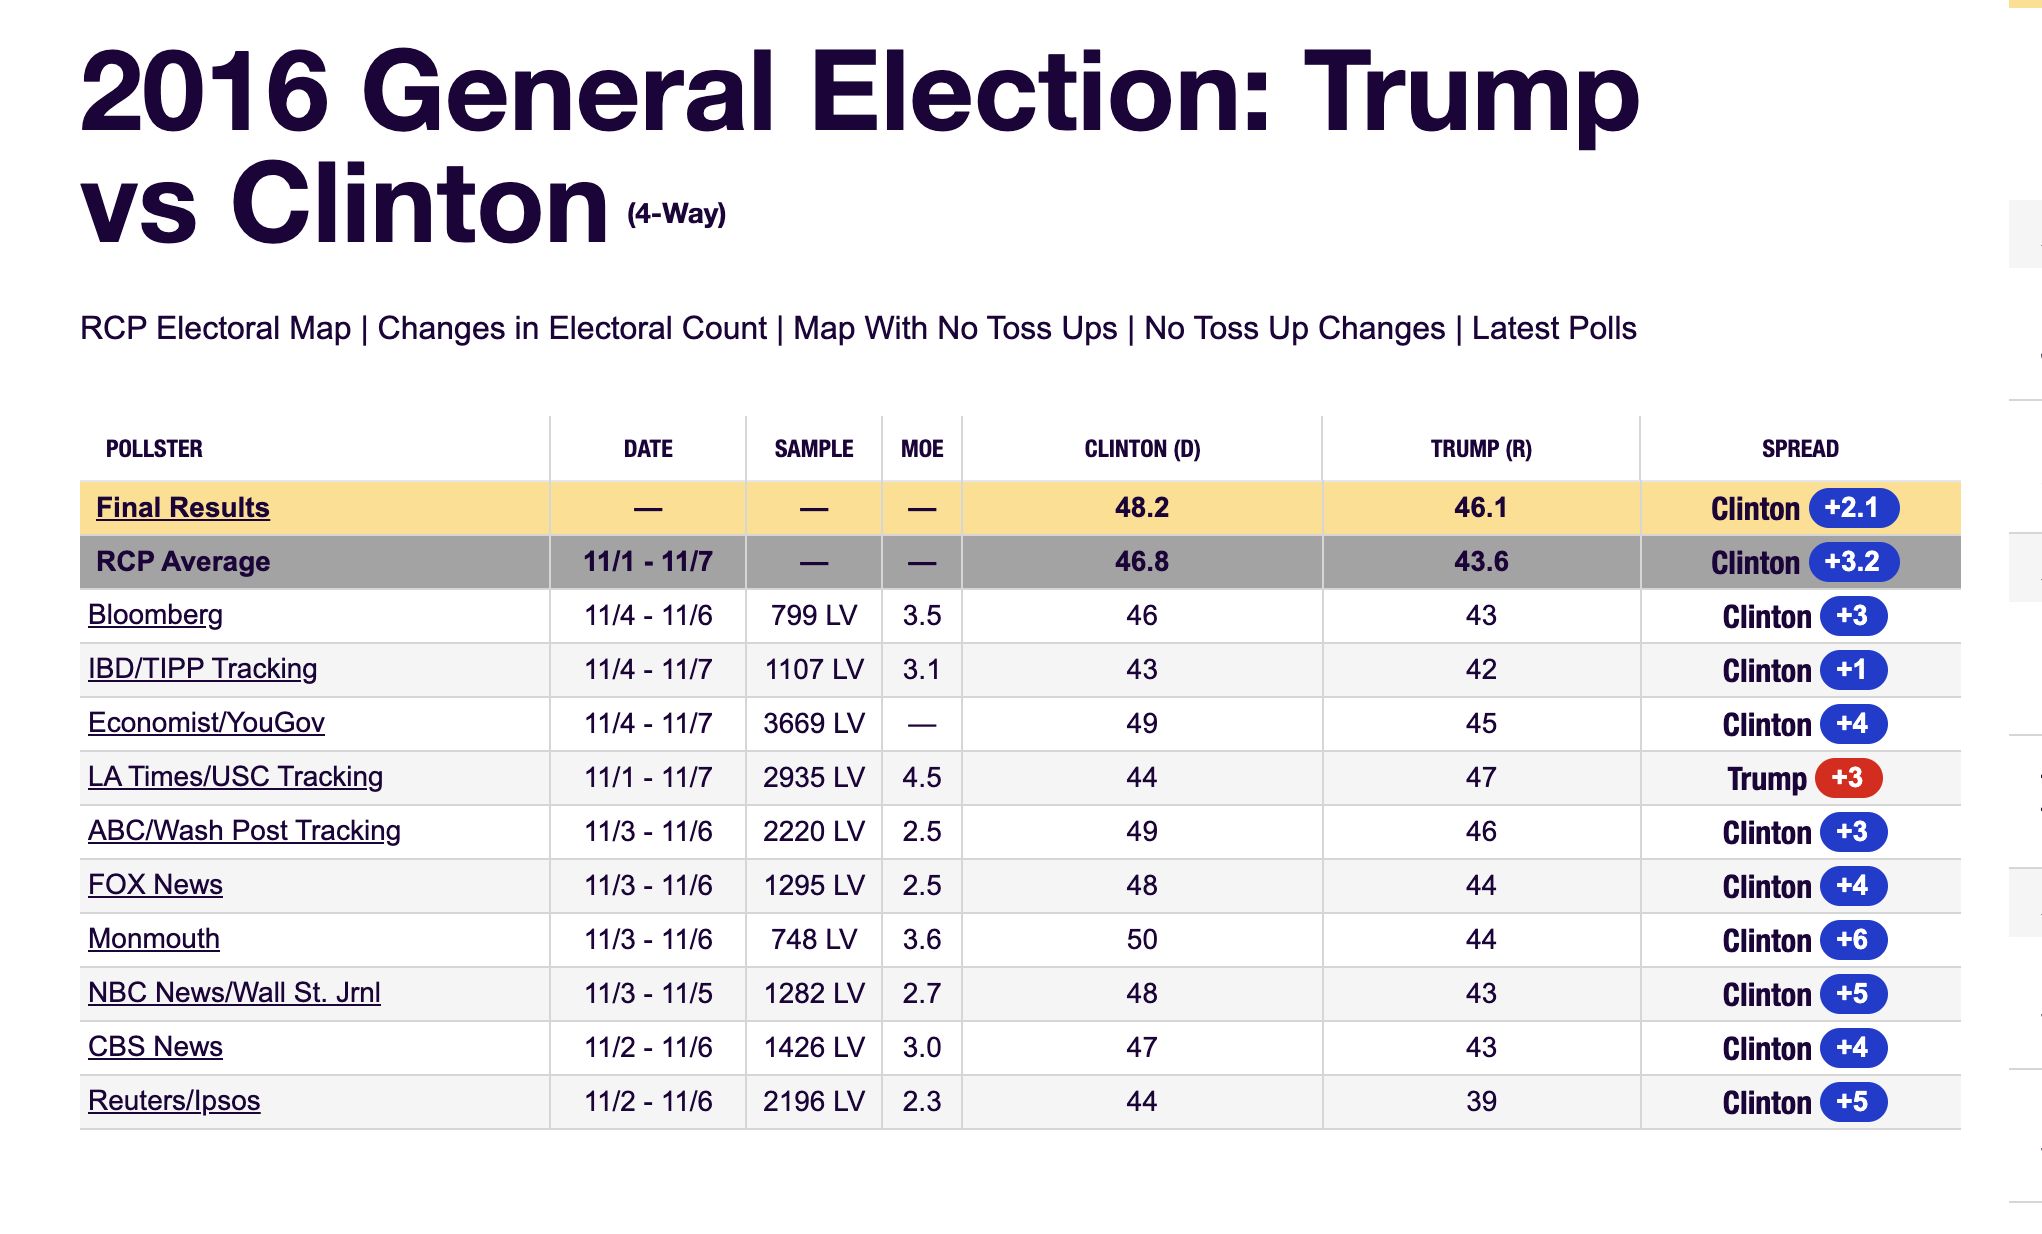 2016 General Election: Trump
vs Clinton (4-Way)
RCP Electoral Map | Changes in Electoral Count | Map With No Toss Ups | No Toss Up Changes | Latest Polls
POLLSTER DATE SAMPLE MOE CLINTON (D) TRUMP (R) SPREAD
Final Results — — — 48.2 46.1 Clinton +2.1
RCP Average 11/1 - 11/7 — — 46.8 43.6 Clinton +3.2
Bloomberg 11/4 - 11/6 799 LV 3.5 46 43 Clinton +3
IBD/TIPP Tracking 11/4 - 11/7 1107 LV 3.1 43 42 Clinton +1
Economist/YouGov 11/4 - 11/7 3669 LV — 49 45 Clinton +4
LA Times/USC Tracking 11/1 - 11/7 2935 LV 4.5 44 47 Trump +3
ABC/Wash Post Tracking 11/3 - 11/6 2220 LV 2.5 49 46 Clinton +3
FOX News 11/3 - 11/6 1295 LV 2.5 48 44 Clinton +4
Monmouth 11/3 - 11/6 748 LV 3.6 50 44 Clinton +6
NBC News/Wall St. Jrnl 11/3 - 11/5 1282 LV 2.7 48 43 Clinton +5
CBS News 11/2 - 11/6 1426 LV 3.0 47 43 Clinton +4
Reuters/Ipsos 11/2 - 11/6 2196 LV 2.3 44 39 Clinton +5